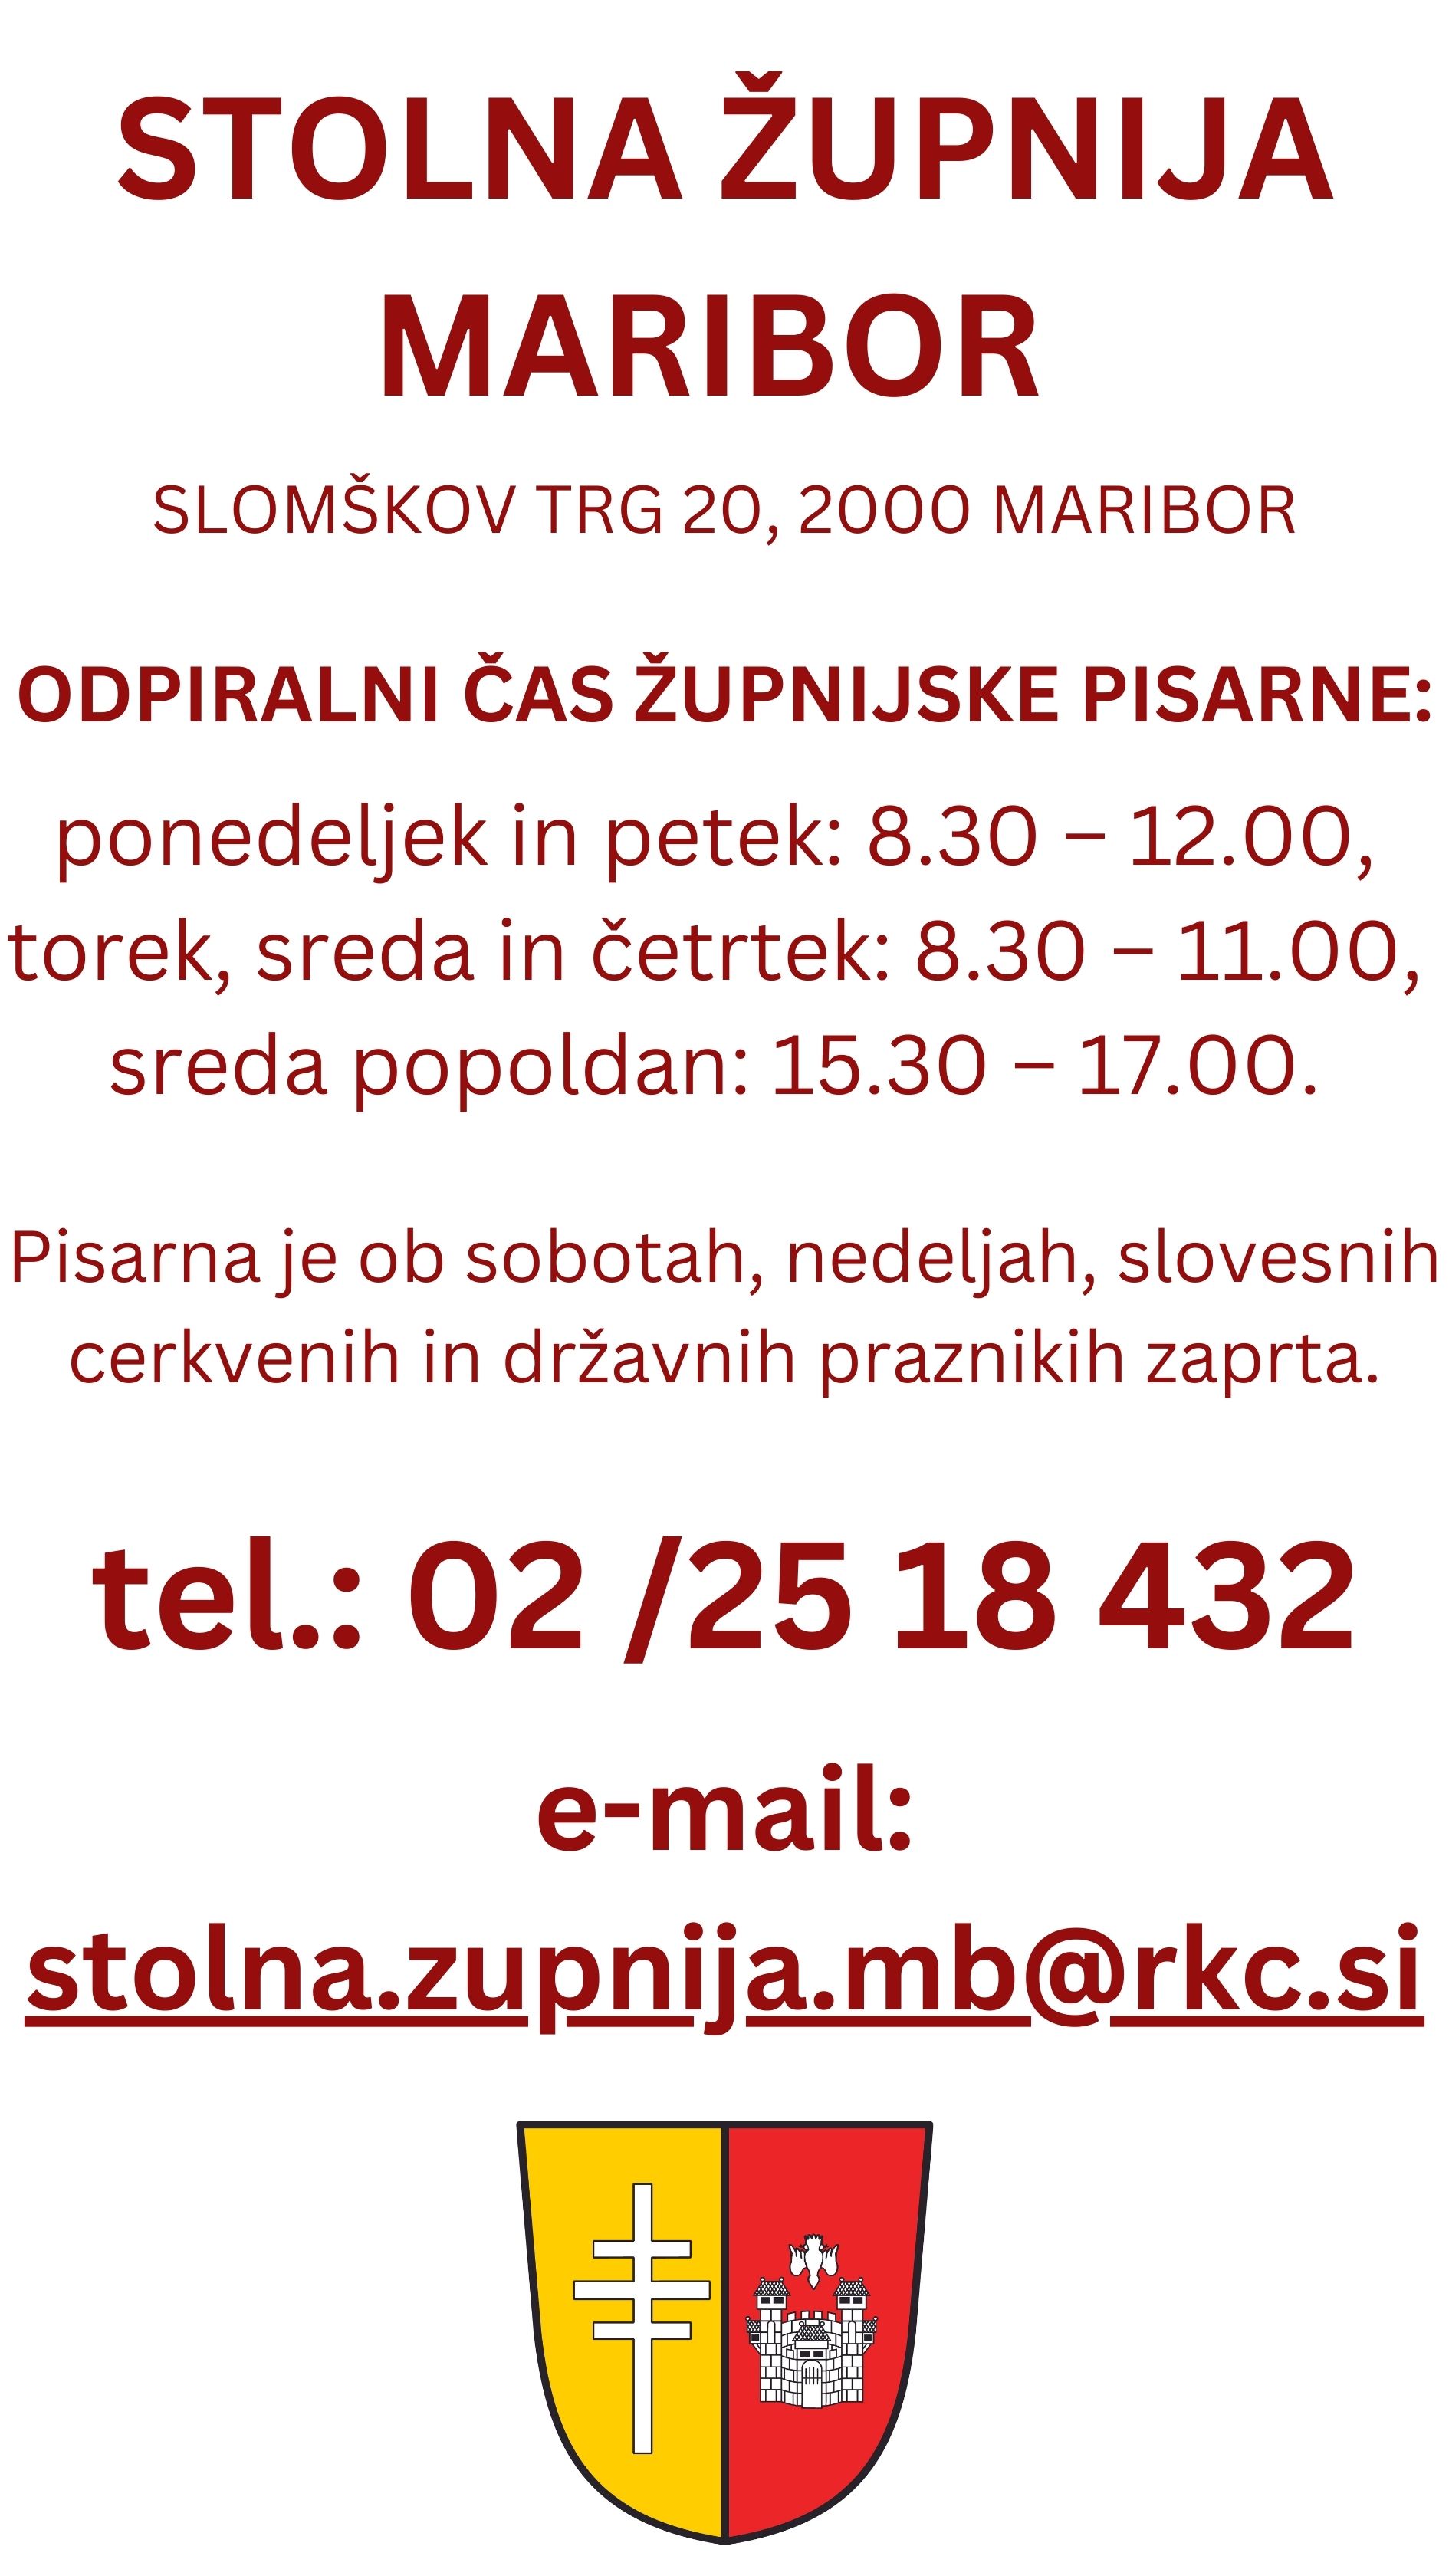 STOLNA ŽUPNIJA
MARIBOR
SLOMŠKOV TRG 20, 2000 MARIBOR
ODPIRALNI ČAS ŽUPNIJSKE PISARNE:
ponedeljek in petek: 8.30 – 12.00,
torek, sreda in četrtek: 8.30 – 11.00,
sreda popoldan: 15.30 – 17.00.
Pisarna je ob sobotah, nedeljah, slovesnih
cerkvenih in državnih praznikih zaprta.
tel.: 02 /25 18 432
e-mail:
stolna.zupnija.mb@rkc.si